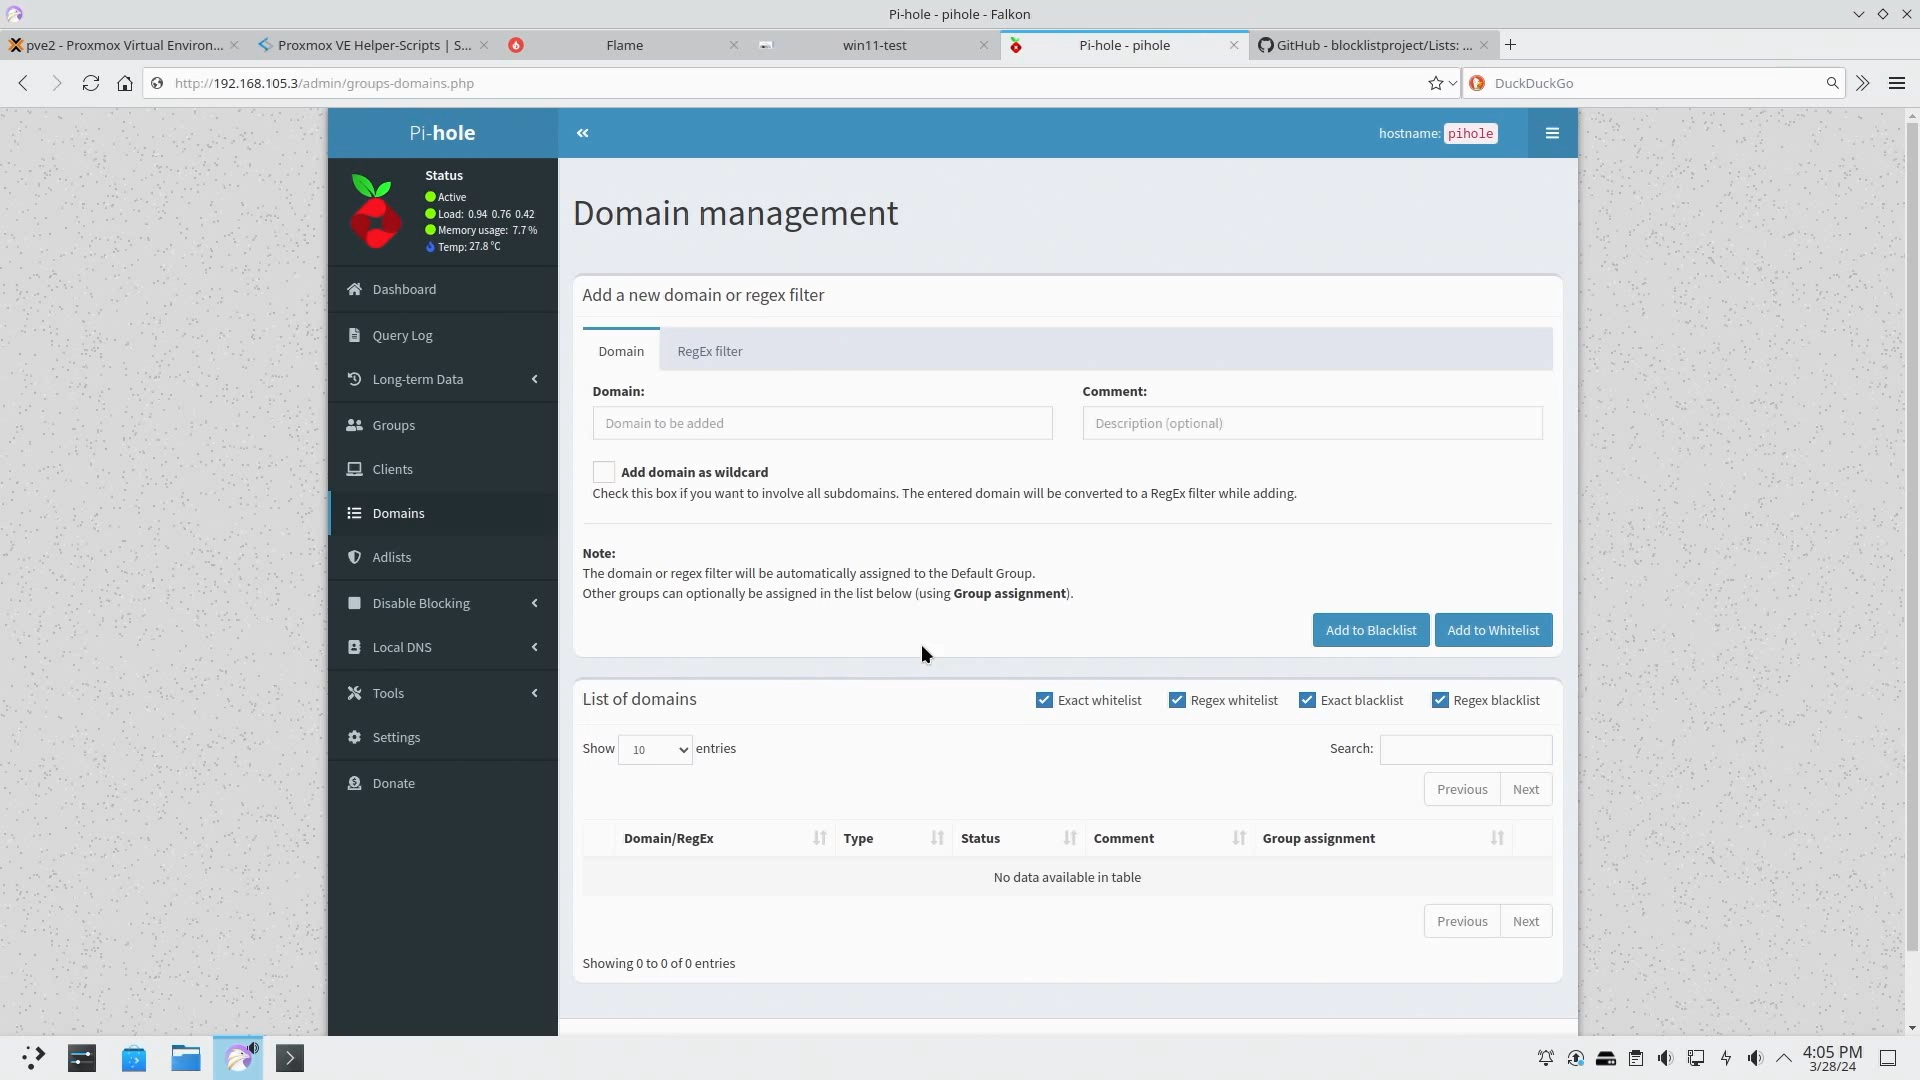 Pi-hole - pihole - Falkon
pve2 - Proxmox Virtual Environ...
Proxmox VE Helper-Scripts | S...
Flame
win11-test
Pi-hole - pihole
GitHub - blocklistproject/Lists: ...
http://192.168.105.3/admin/groups-domains.php
DuckDuckGo
Pi-hole
hostname: pihole
Status
Active
Load: 0.94 0.76 0.42
Memory usage: 7.7 %
Temp: 27.8 °C
Dashboard
Query Log
Long-term Data
Groups
Clients
Domains
Adlists
Disable Blocking
Local DNS
Tools
Settings
Donate
Domain management
Add a new domain or regex filter
Domain
RegEx filter
Domain:
Comment:
Domain to be added
Description (optional)
Add domain as wildcard
Check this box if you want to involve all subdomains. The entered domain will be converted to a RegEx filter while adding.
Note:
The domain or regex filter will be automatically assigned to the Default Group.
Other groups can optionally be assigned in the list below (using Group assignment).
Add to Blacklist
Add to Whitelist
List of domains
Exact whitelist
Regex whitelist
Exact blacklist
Regex blacklist
Show 10 entries
Search:
Previous
Next
Domain/RegEx
Type
Status
Comment
Group assignment
No data available in table
Previous
Next
Showing 0 to 0 of 0 entries
4:05 PM
3/28/24